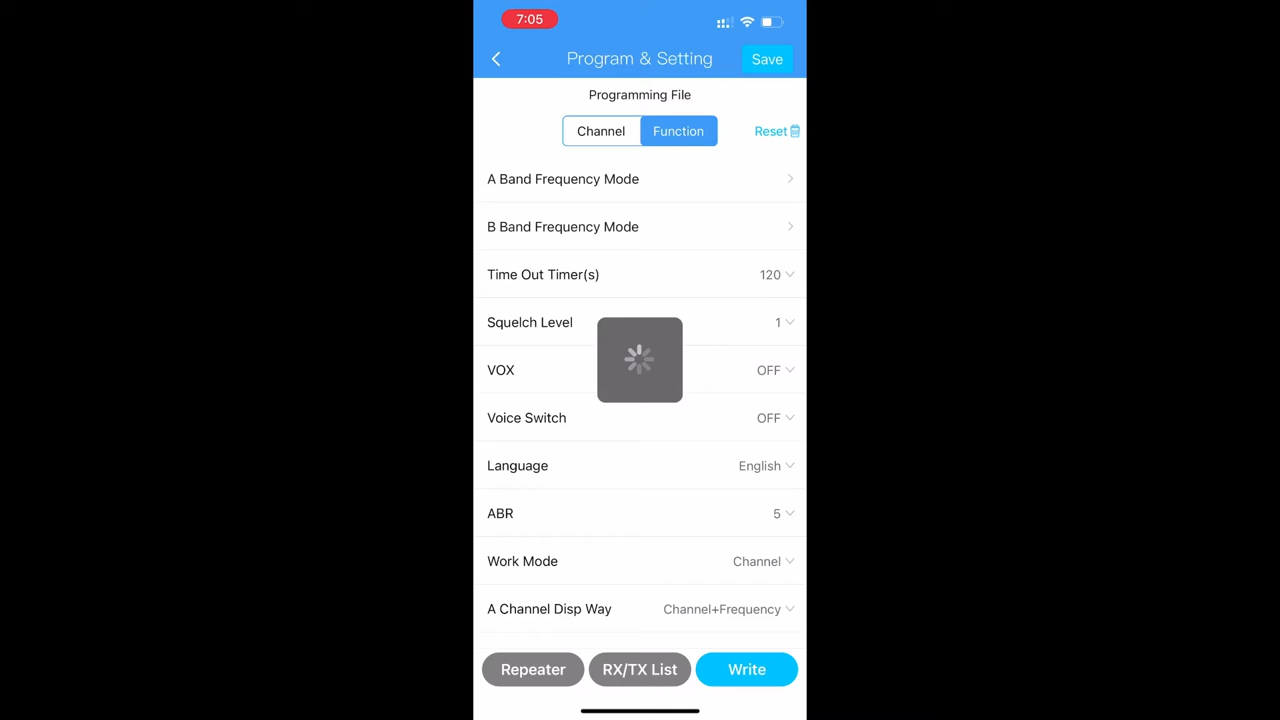 7:05
Program & Setting Save
Programming File
Channel Function Reset
A Band Frequency Mode
B Band Frequency Mode
Time Out Timer(s) 120
Squelch Level 1
VOX OFF
Voice Switch OFF
Language English
ABR 5
Work Mode Channel
A Channel Disp Way Channel+Frequency
Repeater RX/TX List Write